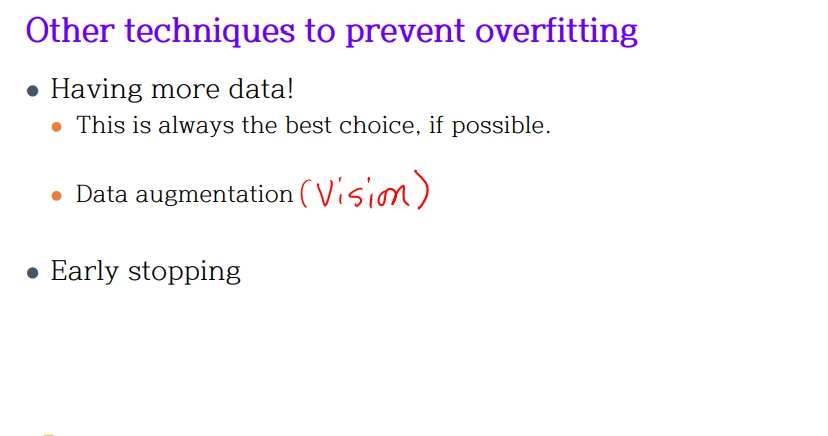 Other techniques to prevent overfitting
● Having more data!
● This is always the best choice, if possible.
● Data augmentation (Vision)
● Early stopping